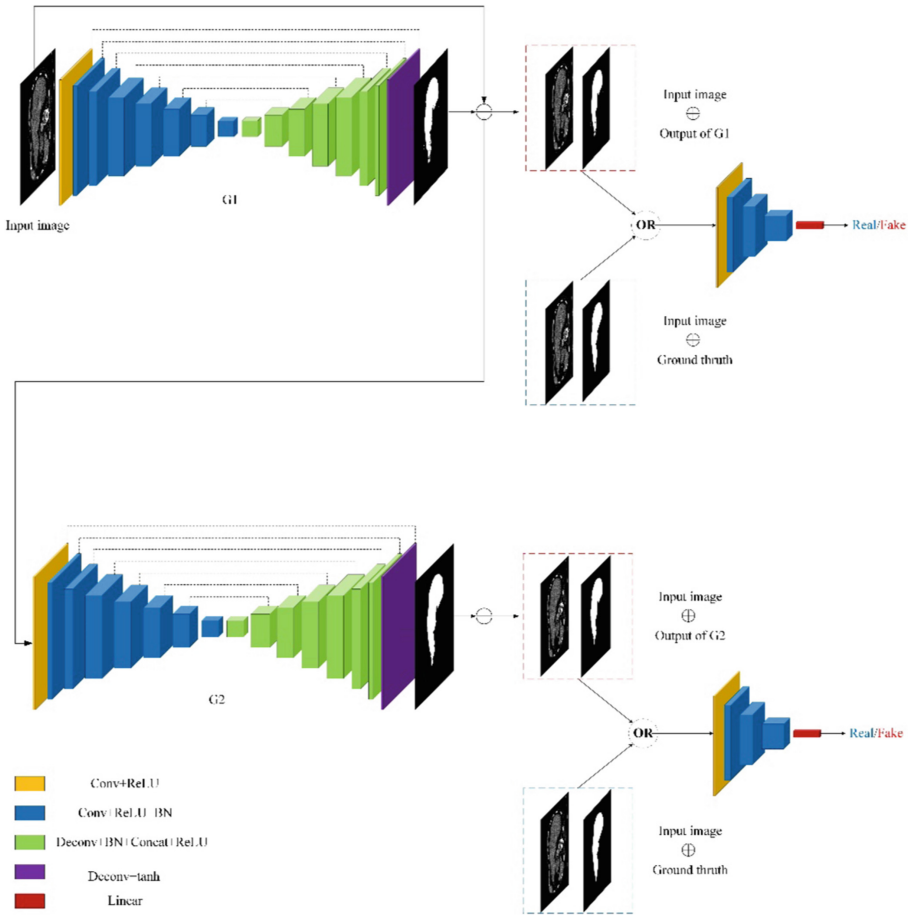 Input image
G1
Input image
Output of G1
OR
Real/Fake
Input image
Ground thruth
G2
Input image
Output of G2
OR
Real/Fake
Input image
Ground thruth
Conv+ReLU
Conv+ReLU-BN
Deconv+BN+Concat+ReLU
Deconv-tanh
Linear